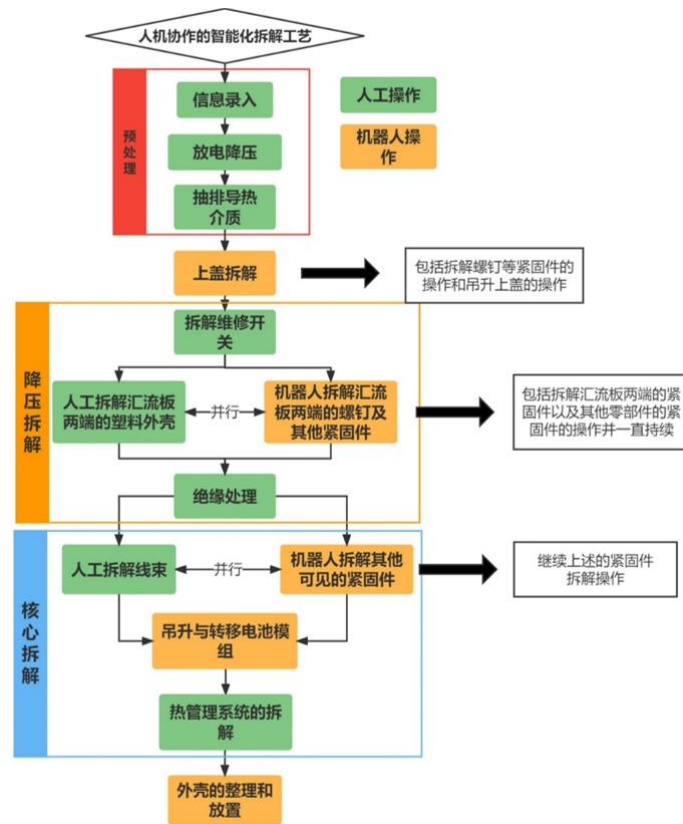 人机协作的智能化拆解工艺
信息录入
人工操作
预处理
放电降压
机器人操
作
抽排导热
介质
上盖拆解
包括拆解螺钉等紧固件的
操作和吊升上盖的操作
拆解维修开
关
降压拆解
人工拆解汇流板
两端的塑料外壳
并行
机器人拆解汇流
板两端的螺钉及
其他紧固件
包括拆解汇流板两端的紧
固件以及其他零部件的紧
固件的操作并一直持续
绝缘处理
核心拆解
人工拆解线束
并行
机器人拆解其他
可见的紧固件
继续上述的紧固件
拆解操作
吊升与转移电池模
组
热管理系统的拆
解
外壳的整理和
放置